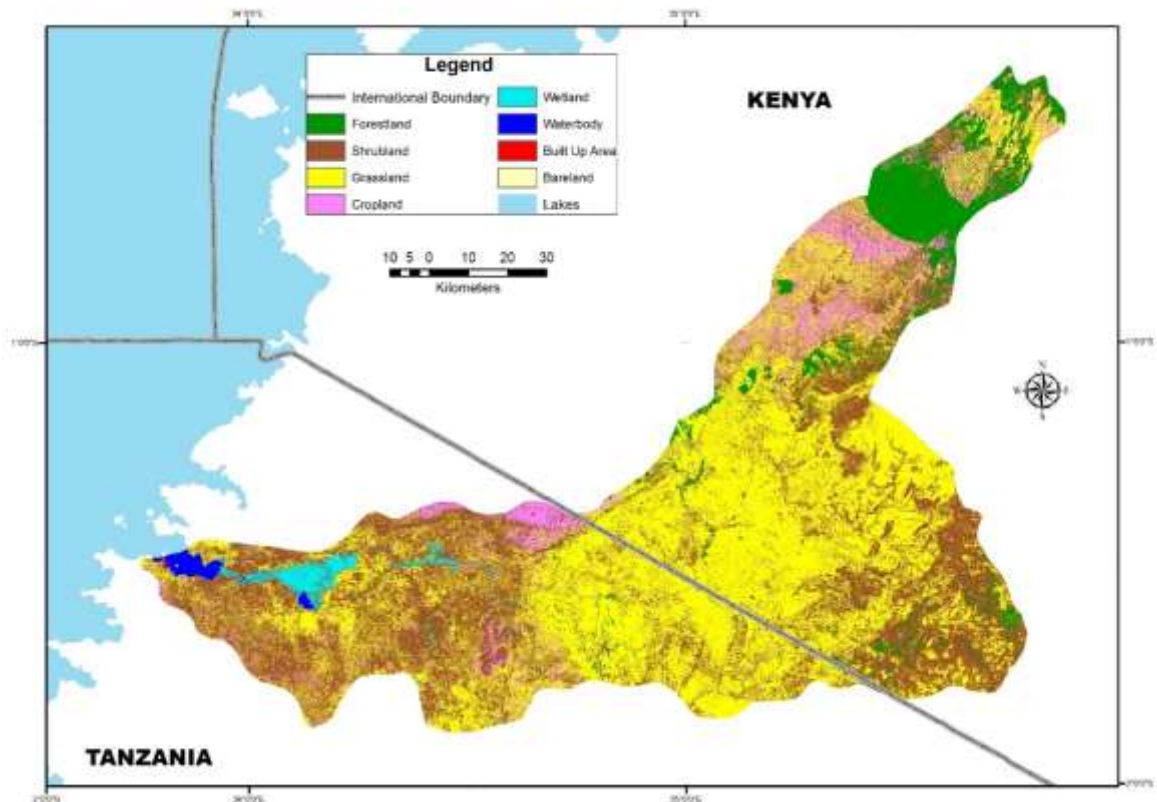 Legend
International Boundary
Forestland
Shrubland
Grassland
Cropland
Wetland
Waterbody
Built Up Area
Bareland
Lakes
KENYA
10 5 0 10 20 30
Kilometers
N
W E
S
TANZANIA